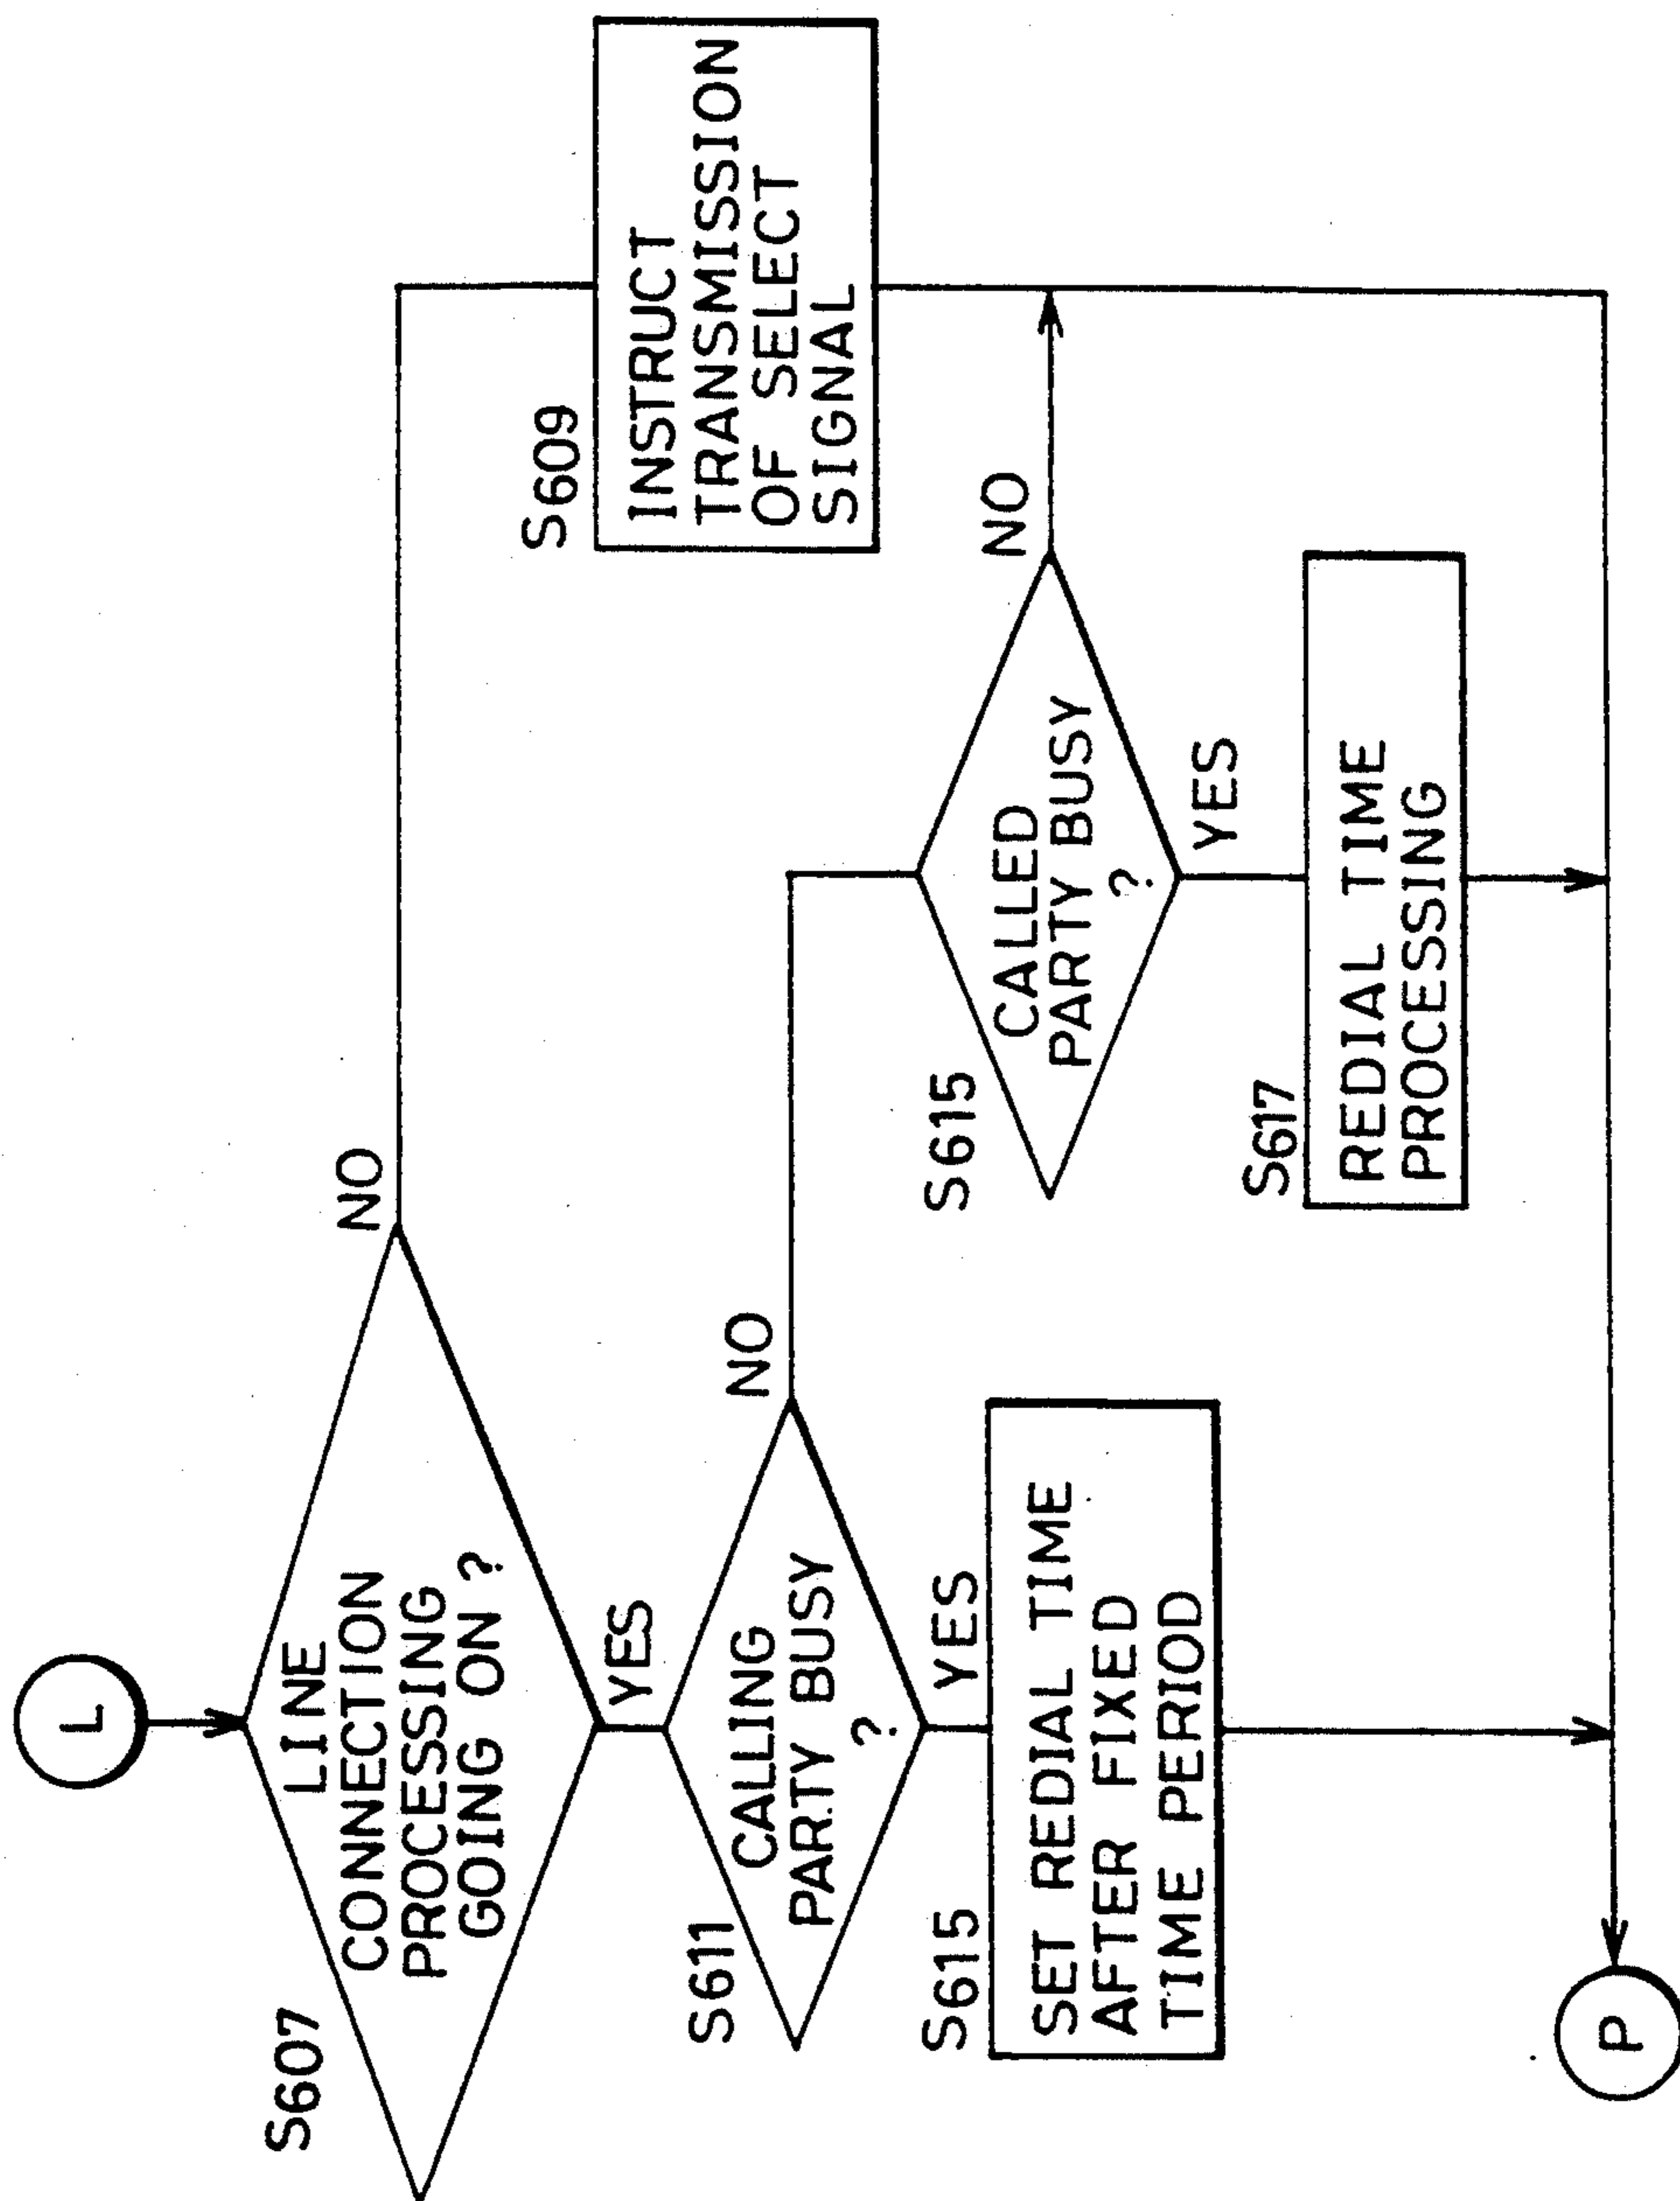 L
S607
LINE
CONNECTION
PROCESSING
GOING ON ?
NO
YES
S609
INSTRUCT
TRANSMISSION
OF SELECT
SIGNAL
S611
CALLING
PARTY BUSY
?
NO
YES
S615
SET REDIAL TIME
AFTER FIXED
TIME PERIOD
S615
CALLED
PARTY BUSY
?
NO
YES
S617
REDIAL TIME
PROCESSING
P